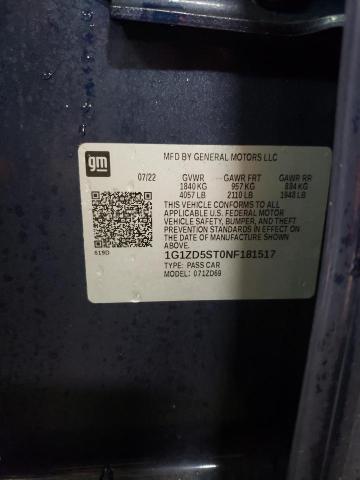 gm
MFD BY GENERAL MOTORS LLC
07/22 GVWR GAWR FRT GAWR RR
1840 KG 957 KG 884 KG
4057 LB 2110 LB 1948 LB
THIS VEHICLE CONFORMS TO ALL
APPLICABLE U.S. FEDERAL MOTOR
VEHICLE SAFETY, BUMPER, AND THEFT
PREVENTION STANDARDS IN EFFECT ON
THE DATE OF MANUFACTURE SHOWN ABOVE.
619D 1G1ZD5ST0NF181517
TYPE: PASS CAR
MODEL: 071ZD69